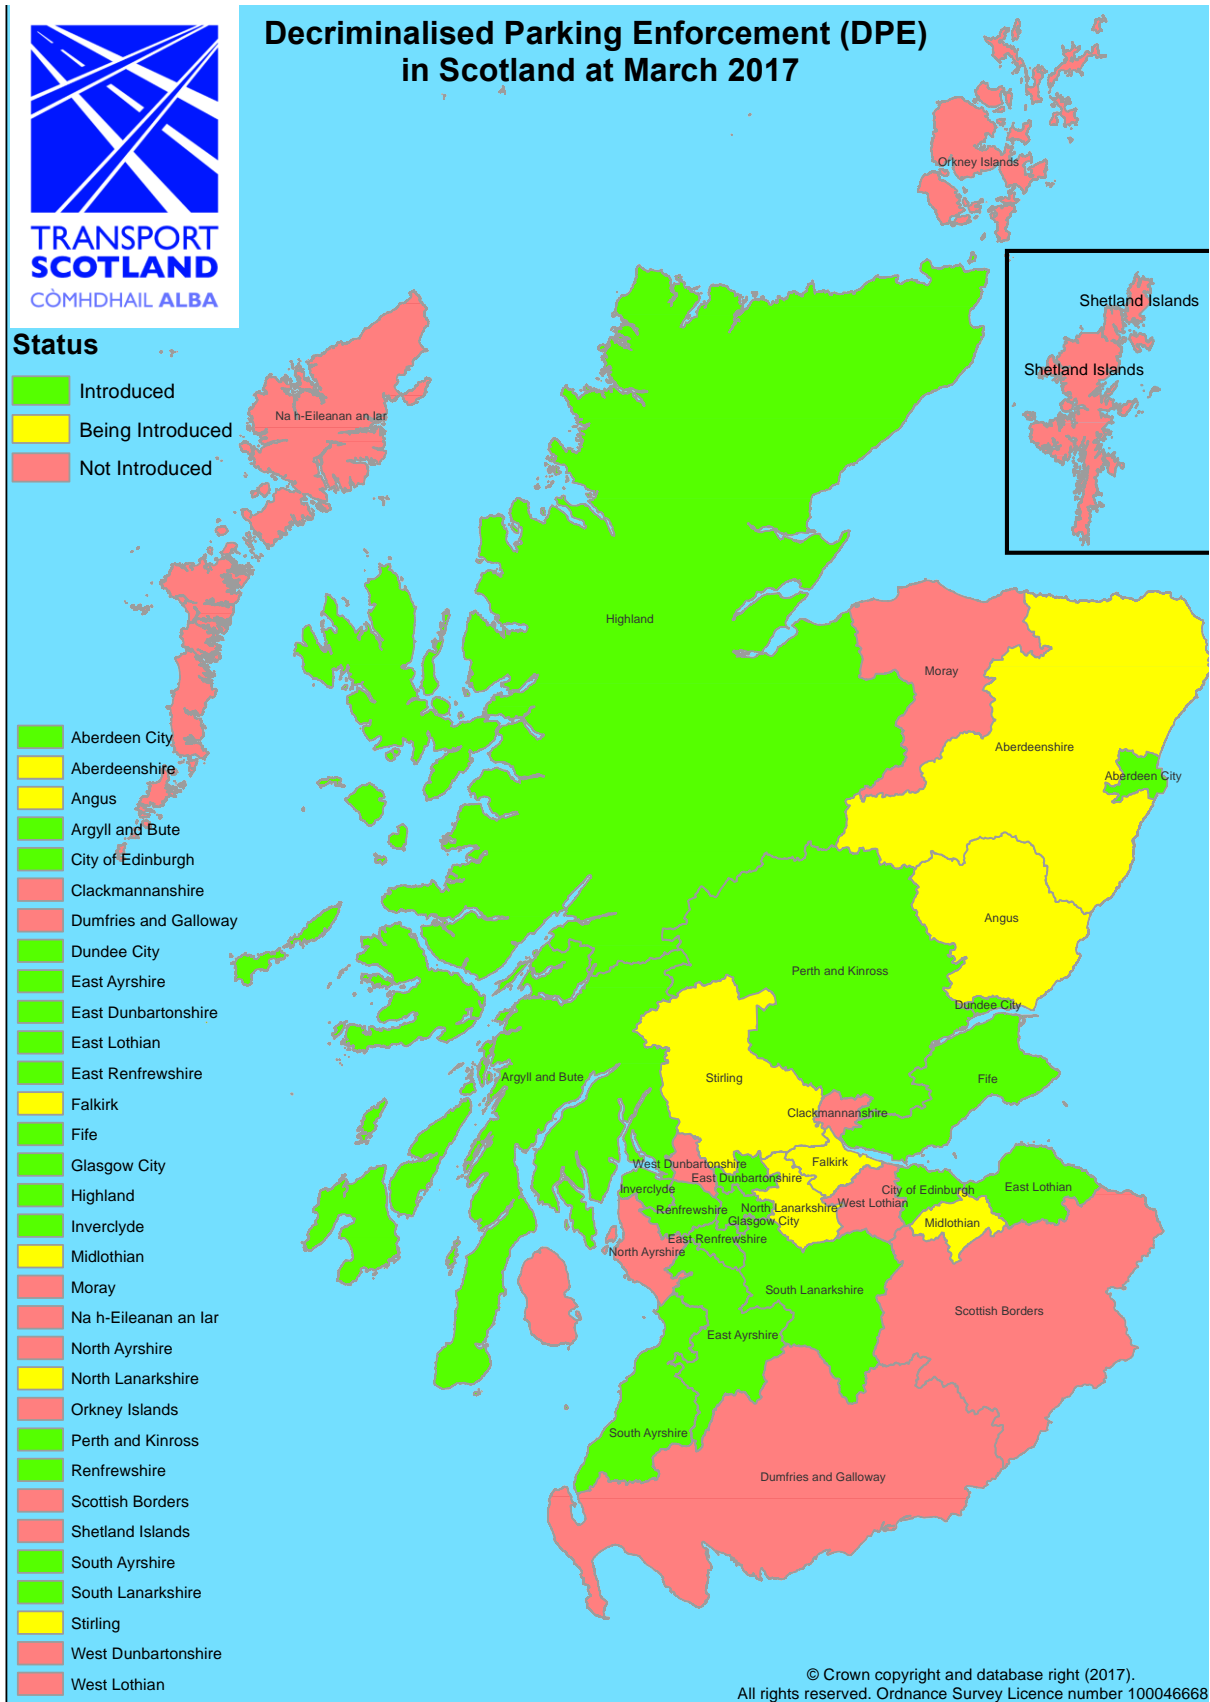 Decriminalised Parking Enforcement (DPE)
in Scotland at March 2017
TRANSPORT
SCOTLAND
CÒMHDHAIL ALBA
Status
Introduced
Being Introduced
Not Introduced
Orkney Islands
Shetland Islands
Shetland Islands
Na h-Eileanan an Iar
Highland
Moray
Aberdeenshire
Aberdeen City
Angus
Perth and Kinross
Dundee City
Argyll and Bute
Stirling
Fife
Clackmannanshire
West Dunbartonshire
Falkirk
East Dunbartonshire
Inverclyde
City of Edinburgh
East Lothian
Renfrewshire
North Lanarkshire
West Lothian
Glasgow City
Midlothian
East Renfrewshire
North Ayrshire
South Lanarkshire
Scottish Borders
East Ayrshire
South Ayrshire
Dumfries and Galloway
Aberdeen City
Aberdeenshire
Angus
Argyll and Bute
City of Edinburgh
Clackmannanshire
Dumfries and Galloway
Dundee City
East Ayrshire
East Dunbartonshire
East Lothian
East Renfrewshire
Falkirk
Fife
Glasgow City
Highland
Inverclyde
Midlothian
Moray
Na h-Eileanan an Iar
North Ayrshire
North Lanarkshire
Orkney Islands
Perth and Kinross
Renfrewshire
Scottish Borders
Shetland Islands
South Ayrshire
South Lanarkshire
Stirling
West Dunbartonshire
West Lothian
© Crown copyright and database right (2017).
All rights reserved. Ordnance Survey Licence number 100046668